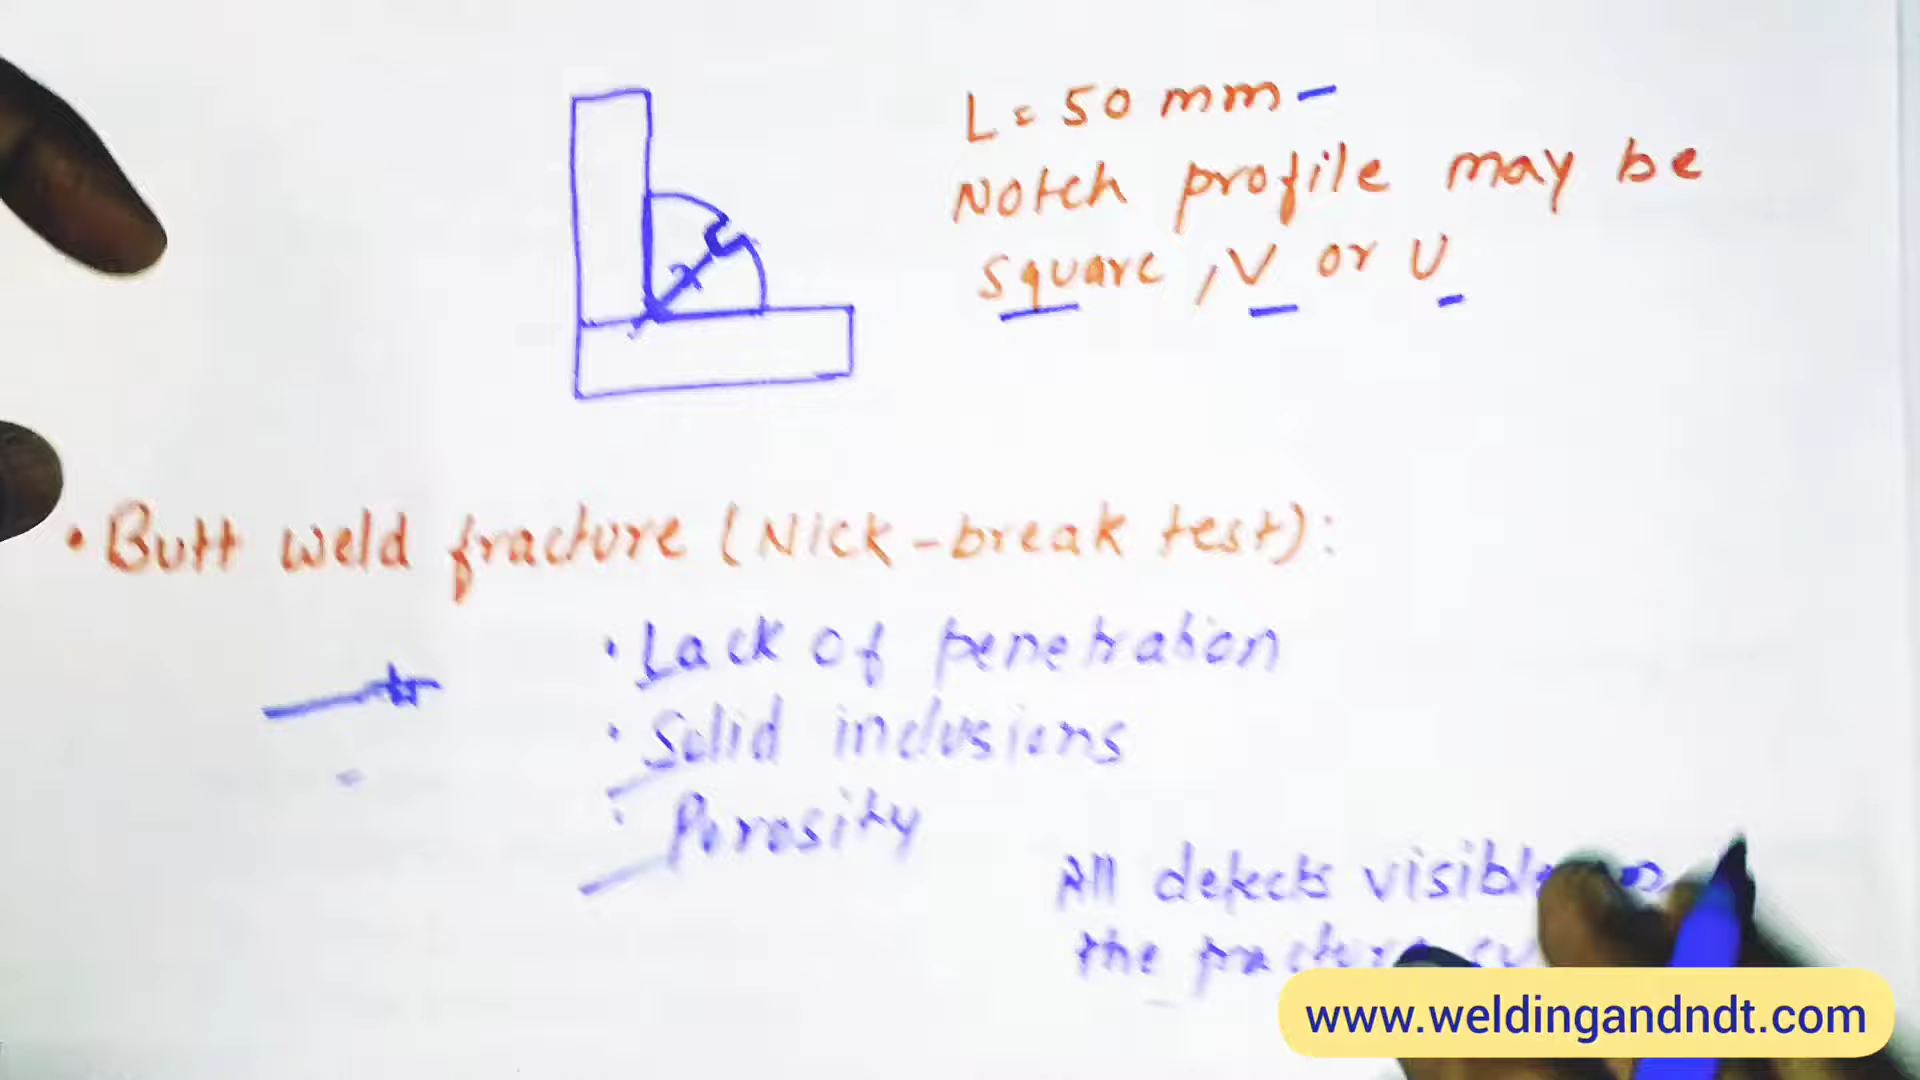 L = 50 mm
Notch profile may be
square, V or U
• Butt weld fracture (Nick-break test):
• Lack of penetration
• Solid inclusions
• Porosity
All defects visible
the fracture
www.weldingandndt.com